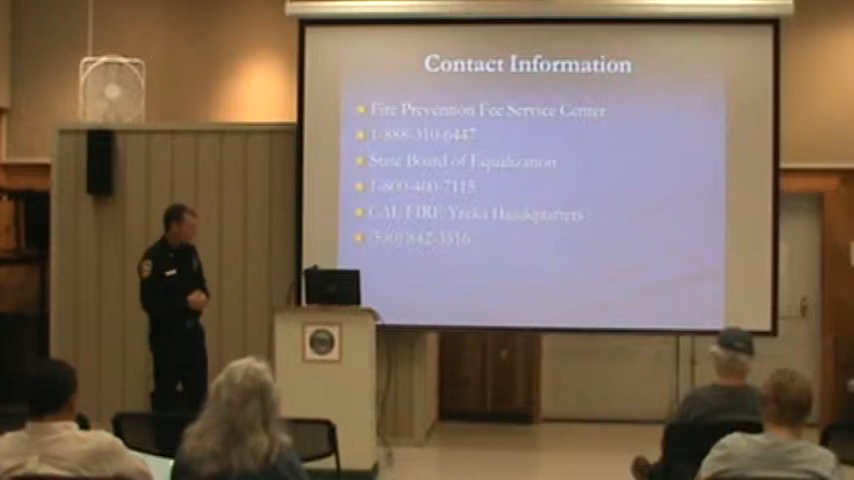 Contact Information
Fire Prevention Fee Service Center
1-888-310-6447
State Board of Equalization
1-800-400-7115
CAL FIRE Yreka Headquarters
(530) 842-3516